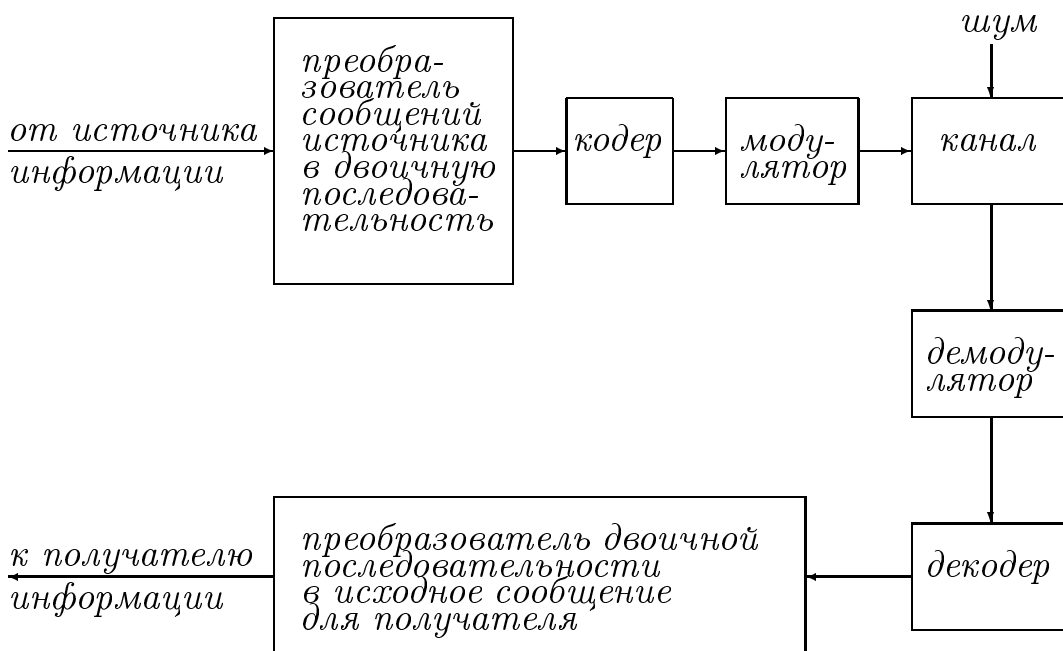 шум
от источника
информации
преобра-
зователь
сообщений
источника
в двоичную
последова-
тельность
кодер
моду-
лятор
канал
демоду-
лятор
декодер
преобразователь двоичной
последовательности
в исходное сообщение
для получателя
к получателю
информации